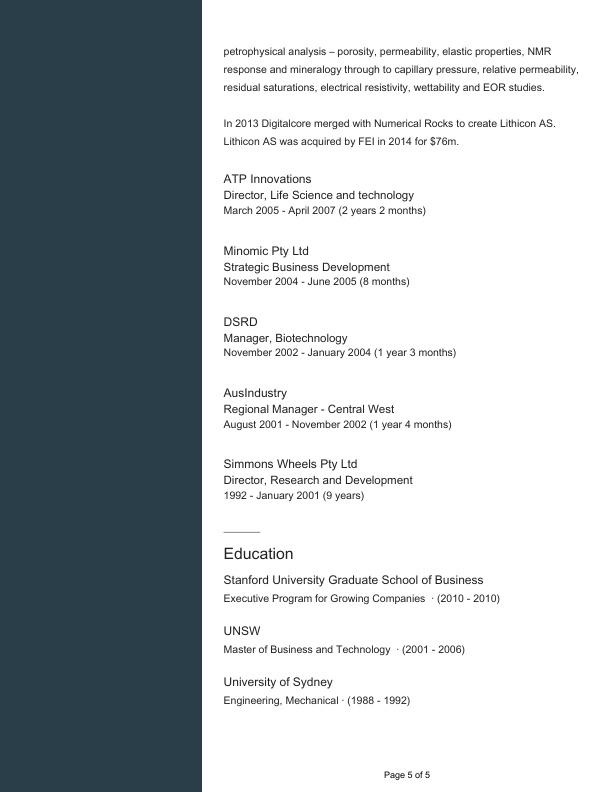 petrophysical analysis – porosity, permeability, elastic properties, NMR
response and mineralogy through to capillary pressure, relative permeability,
residual saturations, electrical resistivity, wettability and EOR studies.
In 2013 Digitalcore merged with Numerical Rocks to create Lithicon AS.
Lithicon AS was acquired by FEI in 2014 for $76m.
ATP Innovations
Director, Life Science and technology
March 2005 - April 2007 (2 years 2 months)
Minomic Pty Ltd
Strategic Business Development
November 2004 - June 2005 (8 months)
DSRD
Manager, Biotechnology
November 2002 - January 2004 (1 year 3 months)
AusIndustry
Regional Manager - Central West
August 2001 - November 2002 (1 year 4 months)
Simmons Wheels Pty Ltd
Director, Research and Development
1992 - January 2001 (9 years)
Education
Stanford University Graduate School of Business
Executive Program for Growing Companies · (2010 - 2010)
UNSW
Master of Business and Technology · (2001 - 2006)
University of Sydney
Engineering, Mechanical · (1988 - 1992)
Page 5 of 5